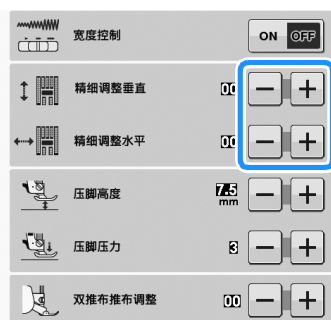 宽度控制 ON OFF
精细调整垂直 00 − +
精细调整水平 00 − +
压脚高度 7.5 mm − +
压脚压力 3 − +
双推布推布调整 00 − +